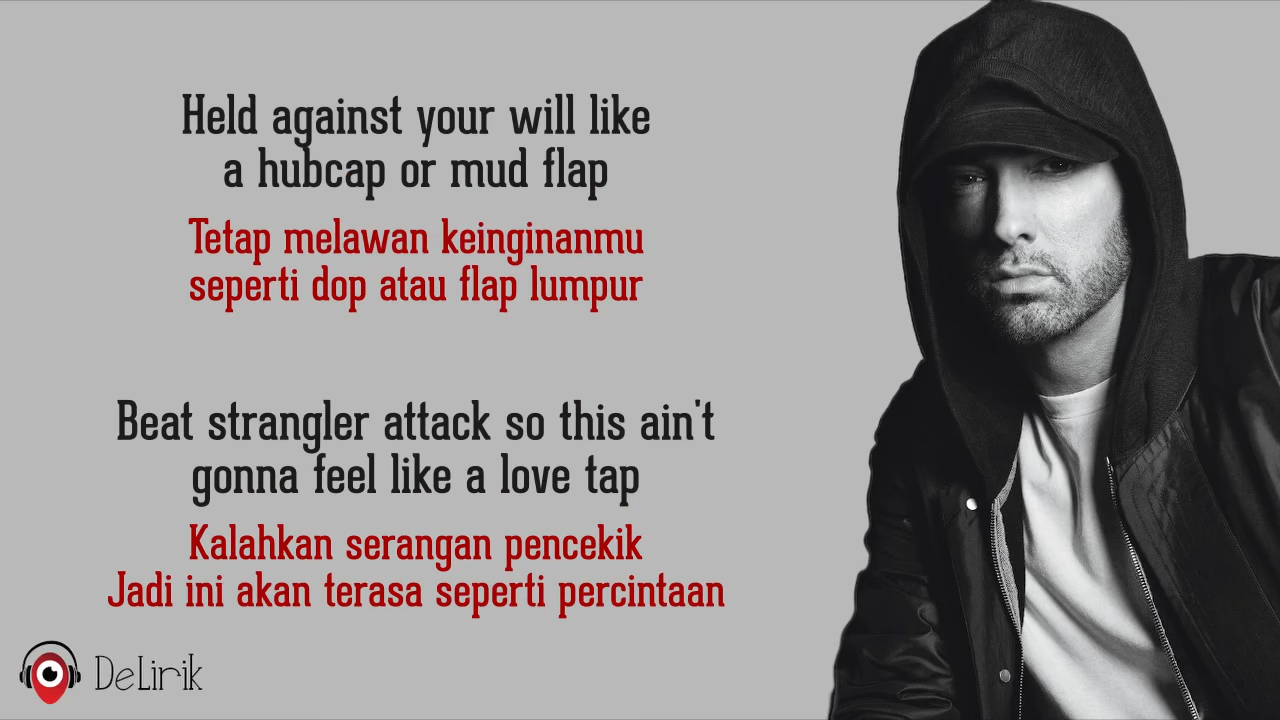 Held against your will like
a hubcap or mud flap
Tetap melawan keinginanmu
seperti dop atau flap lumpur
Beat strangler attack so this ain't
gonna feel like a love tap
Kalahkan serangan pencekik
Jadi ini akan terasa seperti percintaan
DeLirik